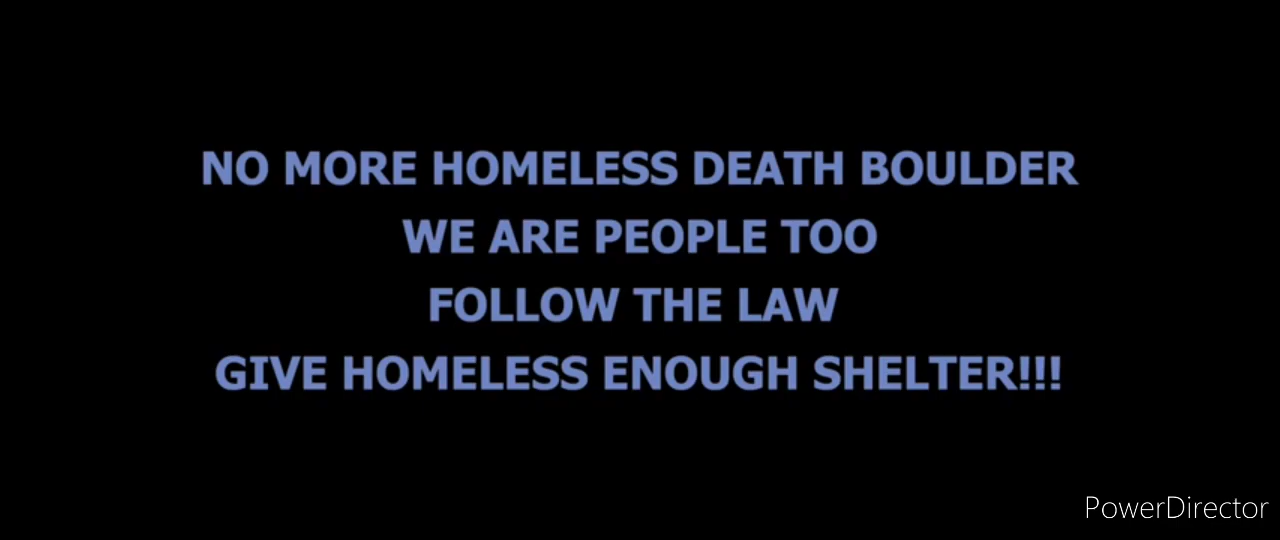 NO MORE HOMELESS DEATH BOULDER
WE ARE PEOPLE TOO
FOLLOW THE LAW
GIVE HOMELESS ENOUGH SHELTER!!!
PowerDirector